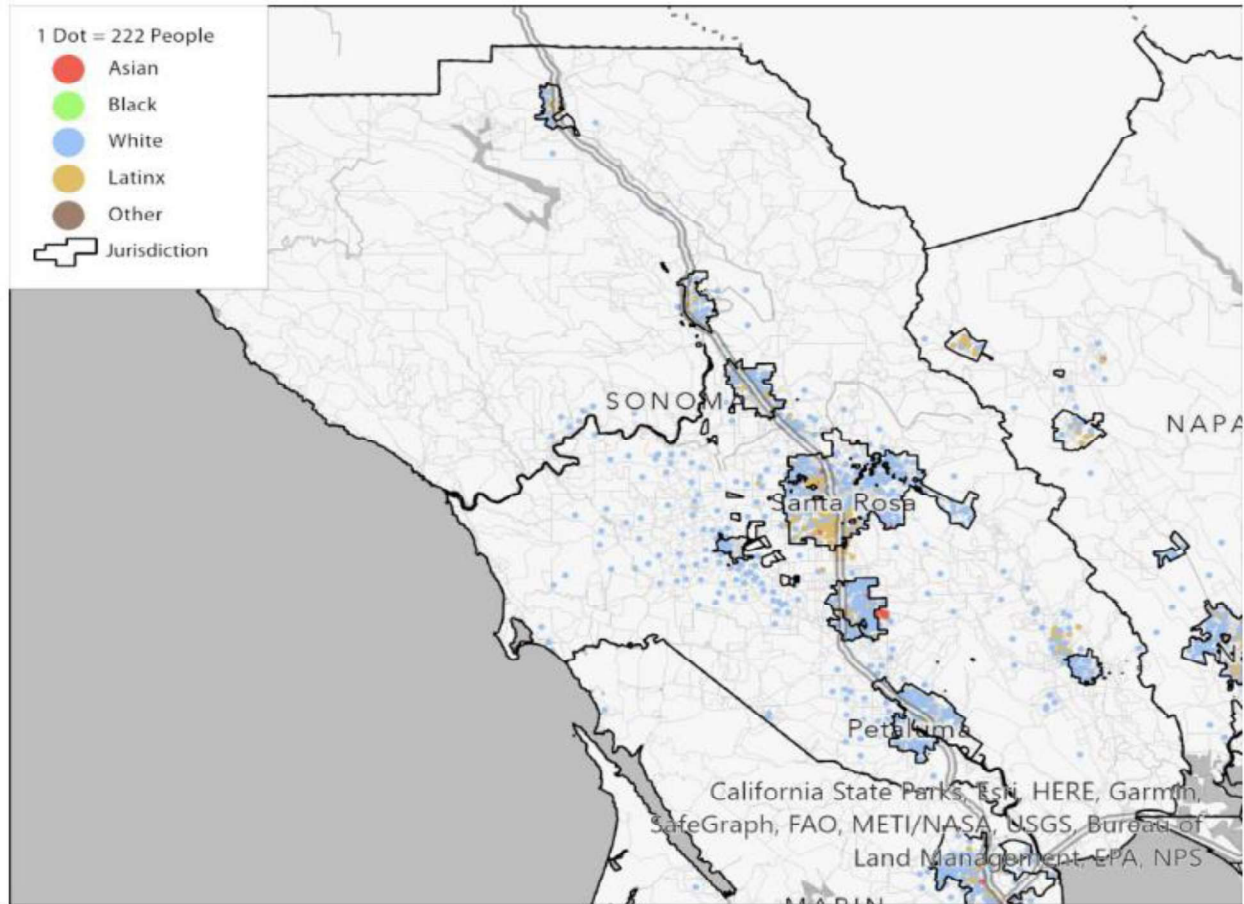 1 Dot = 222 People
Asian
Black
White
Latinx
Other
Jurisdiction
SONOMA
NAPA
Santa Rosa
Petaluma
California State Parks, Esri, HERE, Garmin,
SafeGraph, FAO, METI/NASA, USGS, Bureau of
Land Management, EPA, NPS
MARIN